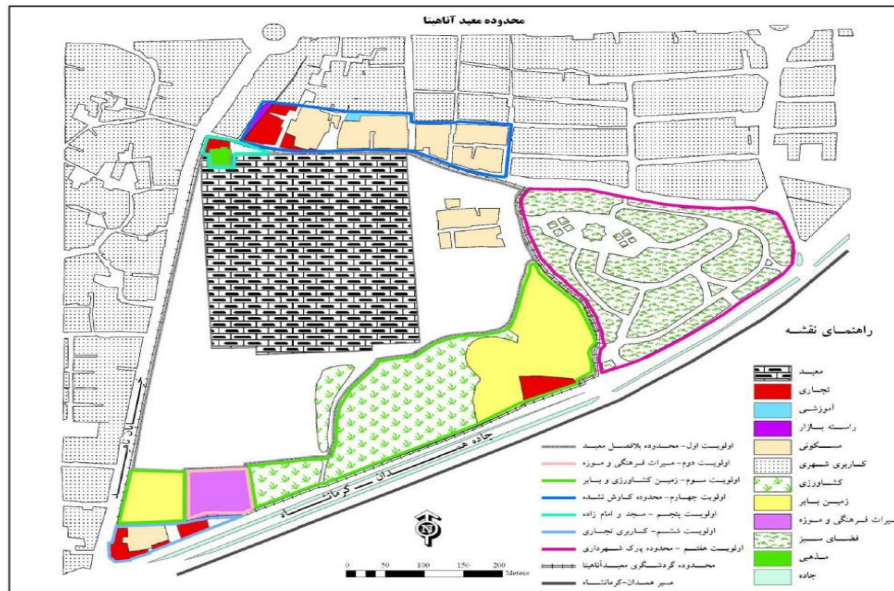 محدوده معبد آناهیتا
راهنمای نقشه
معبد
تجاری
آموزشی
راسته بازار
مسکونی
کاربری شهری
کشاورزی
زمین بایر
میراث فرهنگی و موزه
فضای سبز
مذهبی
جاده
اولویت اول- محدوده بلافصل معبد
اولویت دوم- میراث فرهنگی و موزه
اولویت سوم- زمین کشاورزی و بایر
اولویت چهارم- محدوده کاوش نشده
اولویت پنجم- مسجد و امام زاده
اولویت ششم- کاربری تجاری
اولویت هفتم- محدوده پارک شهرداری
محدوده گردشگری معبدآناهیتا
مسیر همدان-کرمانشاه
جاده همدان - کرمانشاه
N
0 50 100 200
Meters